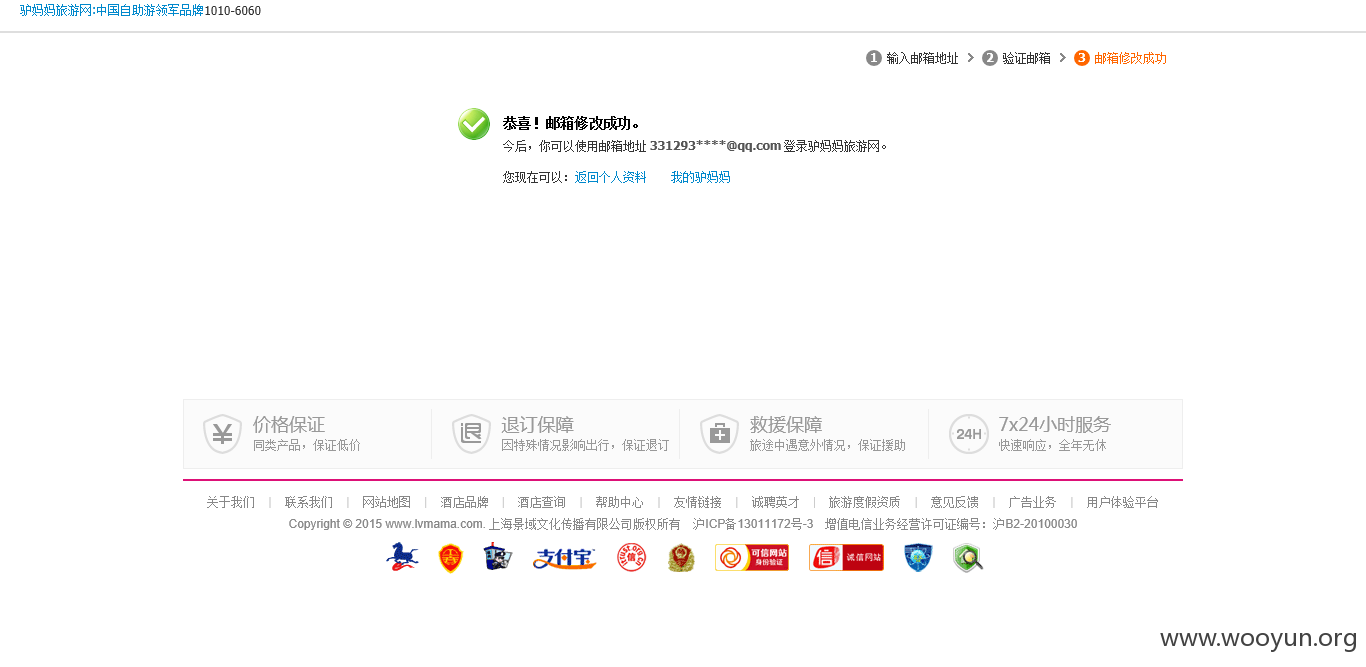 驴妈妈旅游网:中国自助游领军品牌1010-6060
1 输入邮箱地址 > 2 验证邮箱 > 3 邮箱修改成功
恭喜！邮箱修改成功。
今后，你可以使用邮箱地址 331293****@qq.com 登录驴妈妈旅游网。
您现在可以：返回个人资料 我的驴妈妈
¥ 价格保证
同类产品，保证低价
退 退订保障
因特殊情况影响出行，保证退订
救援保障
旅途中遇意外情况，保证援助
24H 7x24小时服务
快速响应，全年无休
关于我们 | 联系我们 | 网站地图 | 酒店品牌 | 酒店查询 | 帮助中心 | 友情链接 | 诚聘英才 | 旅游度假资质 | 意见反馈 | 广告业务 | 用户体验平台
Copyright © 2015 www.lvmama.com. 上海景域文化传播有限公司版权所有 沪ICP备13011172号-3 增值电信业务经营许可证编号：沪B2-20100030
支付宝 信 可信网站 身份验证 信 诚信网站
www.wooyun.org